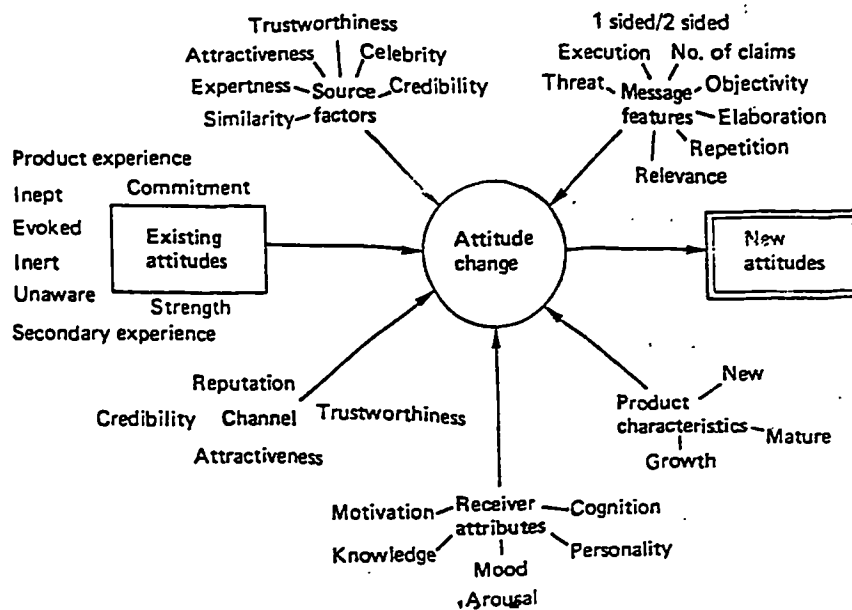 Trustworthiness
Attractiveness
Celebrity
Expertness
Source
factors
Credibility
Similarity
1 sided/2 sided
Execution
No. of claims
Threat
Message
features
Objectivity
Elaboration
Repetition
Relevance
Product experience
Inept
Commitment
Evoked
Existing
attitudes
Inert
Unaware
Strength
Secondary experience
Attitude
change
New
attitudes
Reputation
Credibility
Channel
Trustworthiness
Attractiveness
New
Product
characteristics
Mature
Growth
Motivation
Receiver
attributes
Cognition
Knowledge
Personality
Mood
Arousal